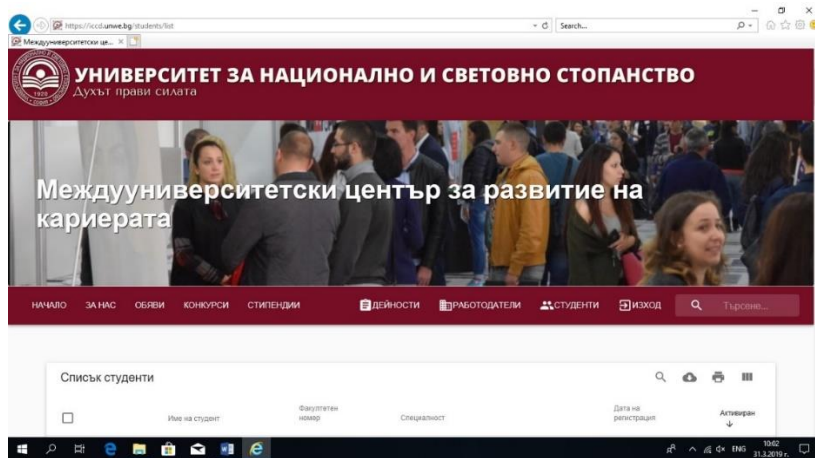 https://iccd.unwe.bg/students/list
Search...
Междууниверситетски це...
УНИВЕРСИТЕТ ЗА НАЦИОНАЛНО И СВЕТОВНО СТОПАНСТВО
Духът прави силата
1920
Междууниверситетски център за развитие на
кариерата
НАЧАЛО ЗА НАС ОБЯВИ КОНКУРСИ СТИПЕНДИИ ДЕЙНОСТИ РАБОТОДАТЕЛИ СТУДЕНТИ ИЗХОД Търсене...
Списък студенти
Име на студент Факултетен номер Специалност Дата на регистрация Активиран
ENG 10:02
31.3.2019 г.